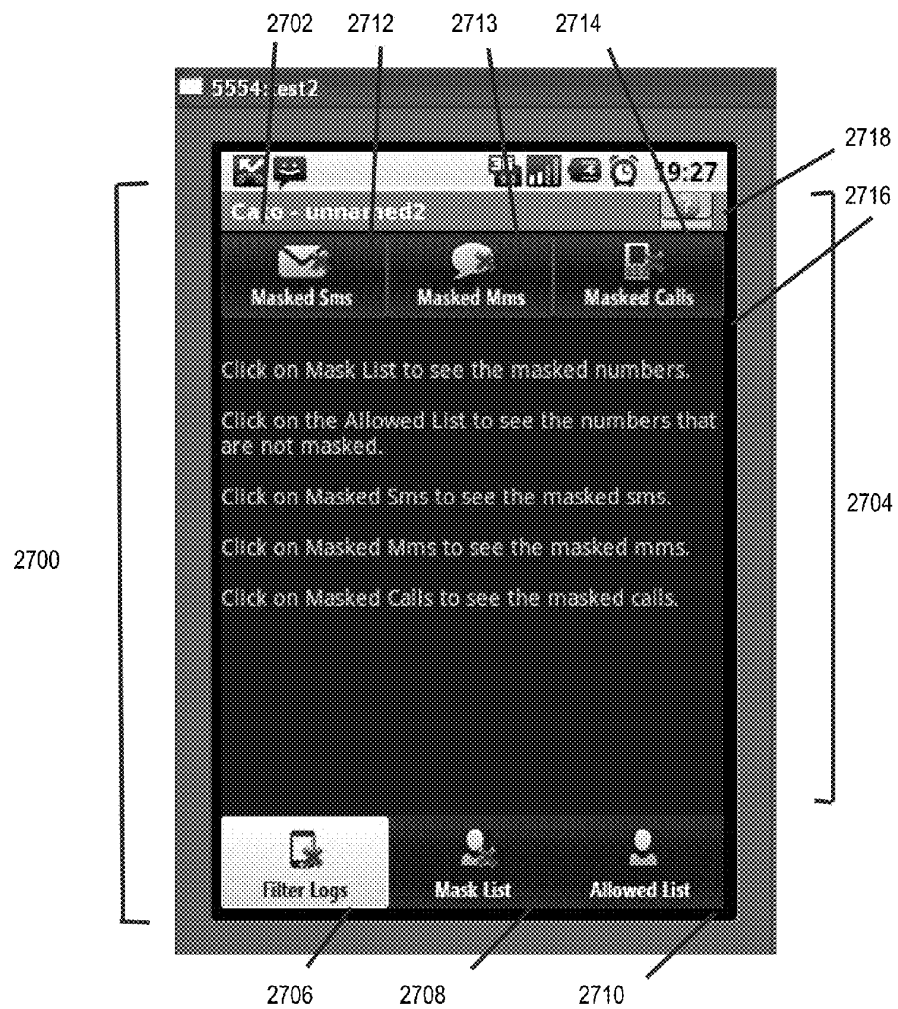 2702 2712 2713 2714
5554: est2
2718
19:27
2716
unnamed2
Masked Sms Masked Mms Masked Calls
Click on Mask List to see the masked numbers.
Click on the Allowed List to see the numbers that
are not masked.
Click on Masked Sms to see the masked sms.
2704
Click on Masked Mms to see the masked mms.
2700
Click on Masked Calls to see the masked calls.
Filter Logs Mask List Allowed List
2706 2708 2710